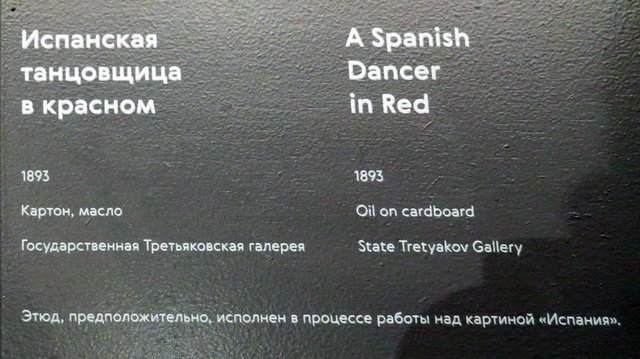 Испанская
танцовщица
в красном
1893
Картон, масло
Государственная Третьяковская галерея
A Spanish
Dancer
in Red
1893
Oil on cardboard
State Tretyakov Gallery
Этюд, предположительно, исполнен в процессе работы над картиной «Испания».